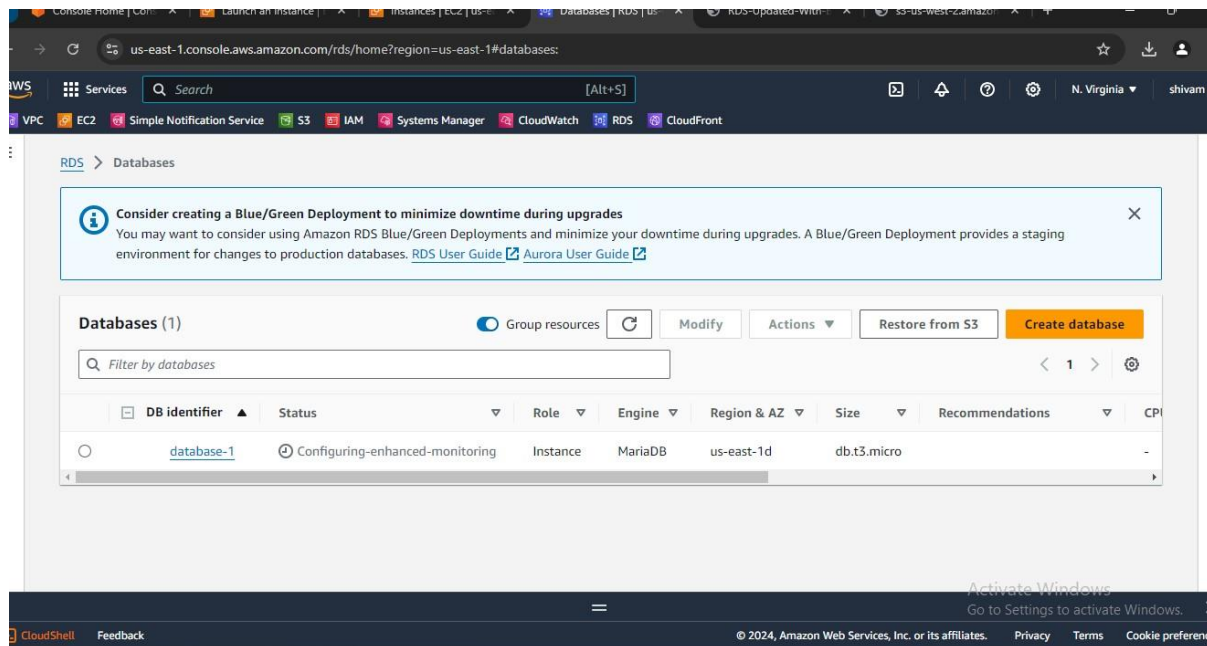 Console Home | Con
Launch an Instance |
Instances | EC2 | us-e
Databases | RDS | us-
RDS-Updated-With-
s3-us-west-2.amazon
us-east-1.console.aws.amazon.com/rds/home?region=us-east-1#databases:
aws
Services
Search
[Alt+S]
N. Virginia ▼
shivam
VPC EC2 Simple Notification Service S3 IAM Systems Manager CloudWatch RDS CloudFront
RDS > Databases
Consider creating a Blue/Green Deployment to minimize downtime during upgrades
You may want to consider using Amazon RDS Blue/Green Deployments and minimize your downtime during upgrades. A Blue/Green Deployment provides a staging
environment for changes to production databases. RDS User Guide Aurora User Guide
Databases (1)
Group resources
Modify
Actions ▼
Restore from S3
Create database
Filter by databases
< 1 >
DB identifier ▲ Status Role Engine Region & AZ Size Recommendations CPU
database-1 Configuring-enhanced-monitoring Instance MariaDB us-east-1d db.t3.micro -
Activate Windows
Go to Settings to activate Windows.
CloudShell Feedback © 2024, Amazon Web Services, Inc. or its affiliates. Privacy Terms Cookie preferen